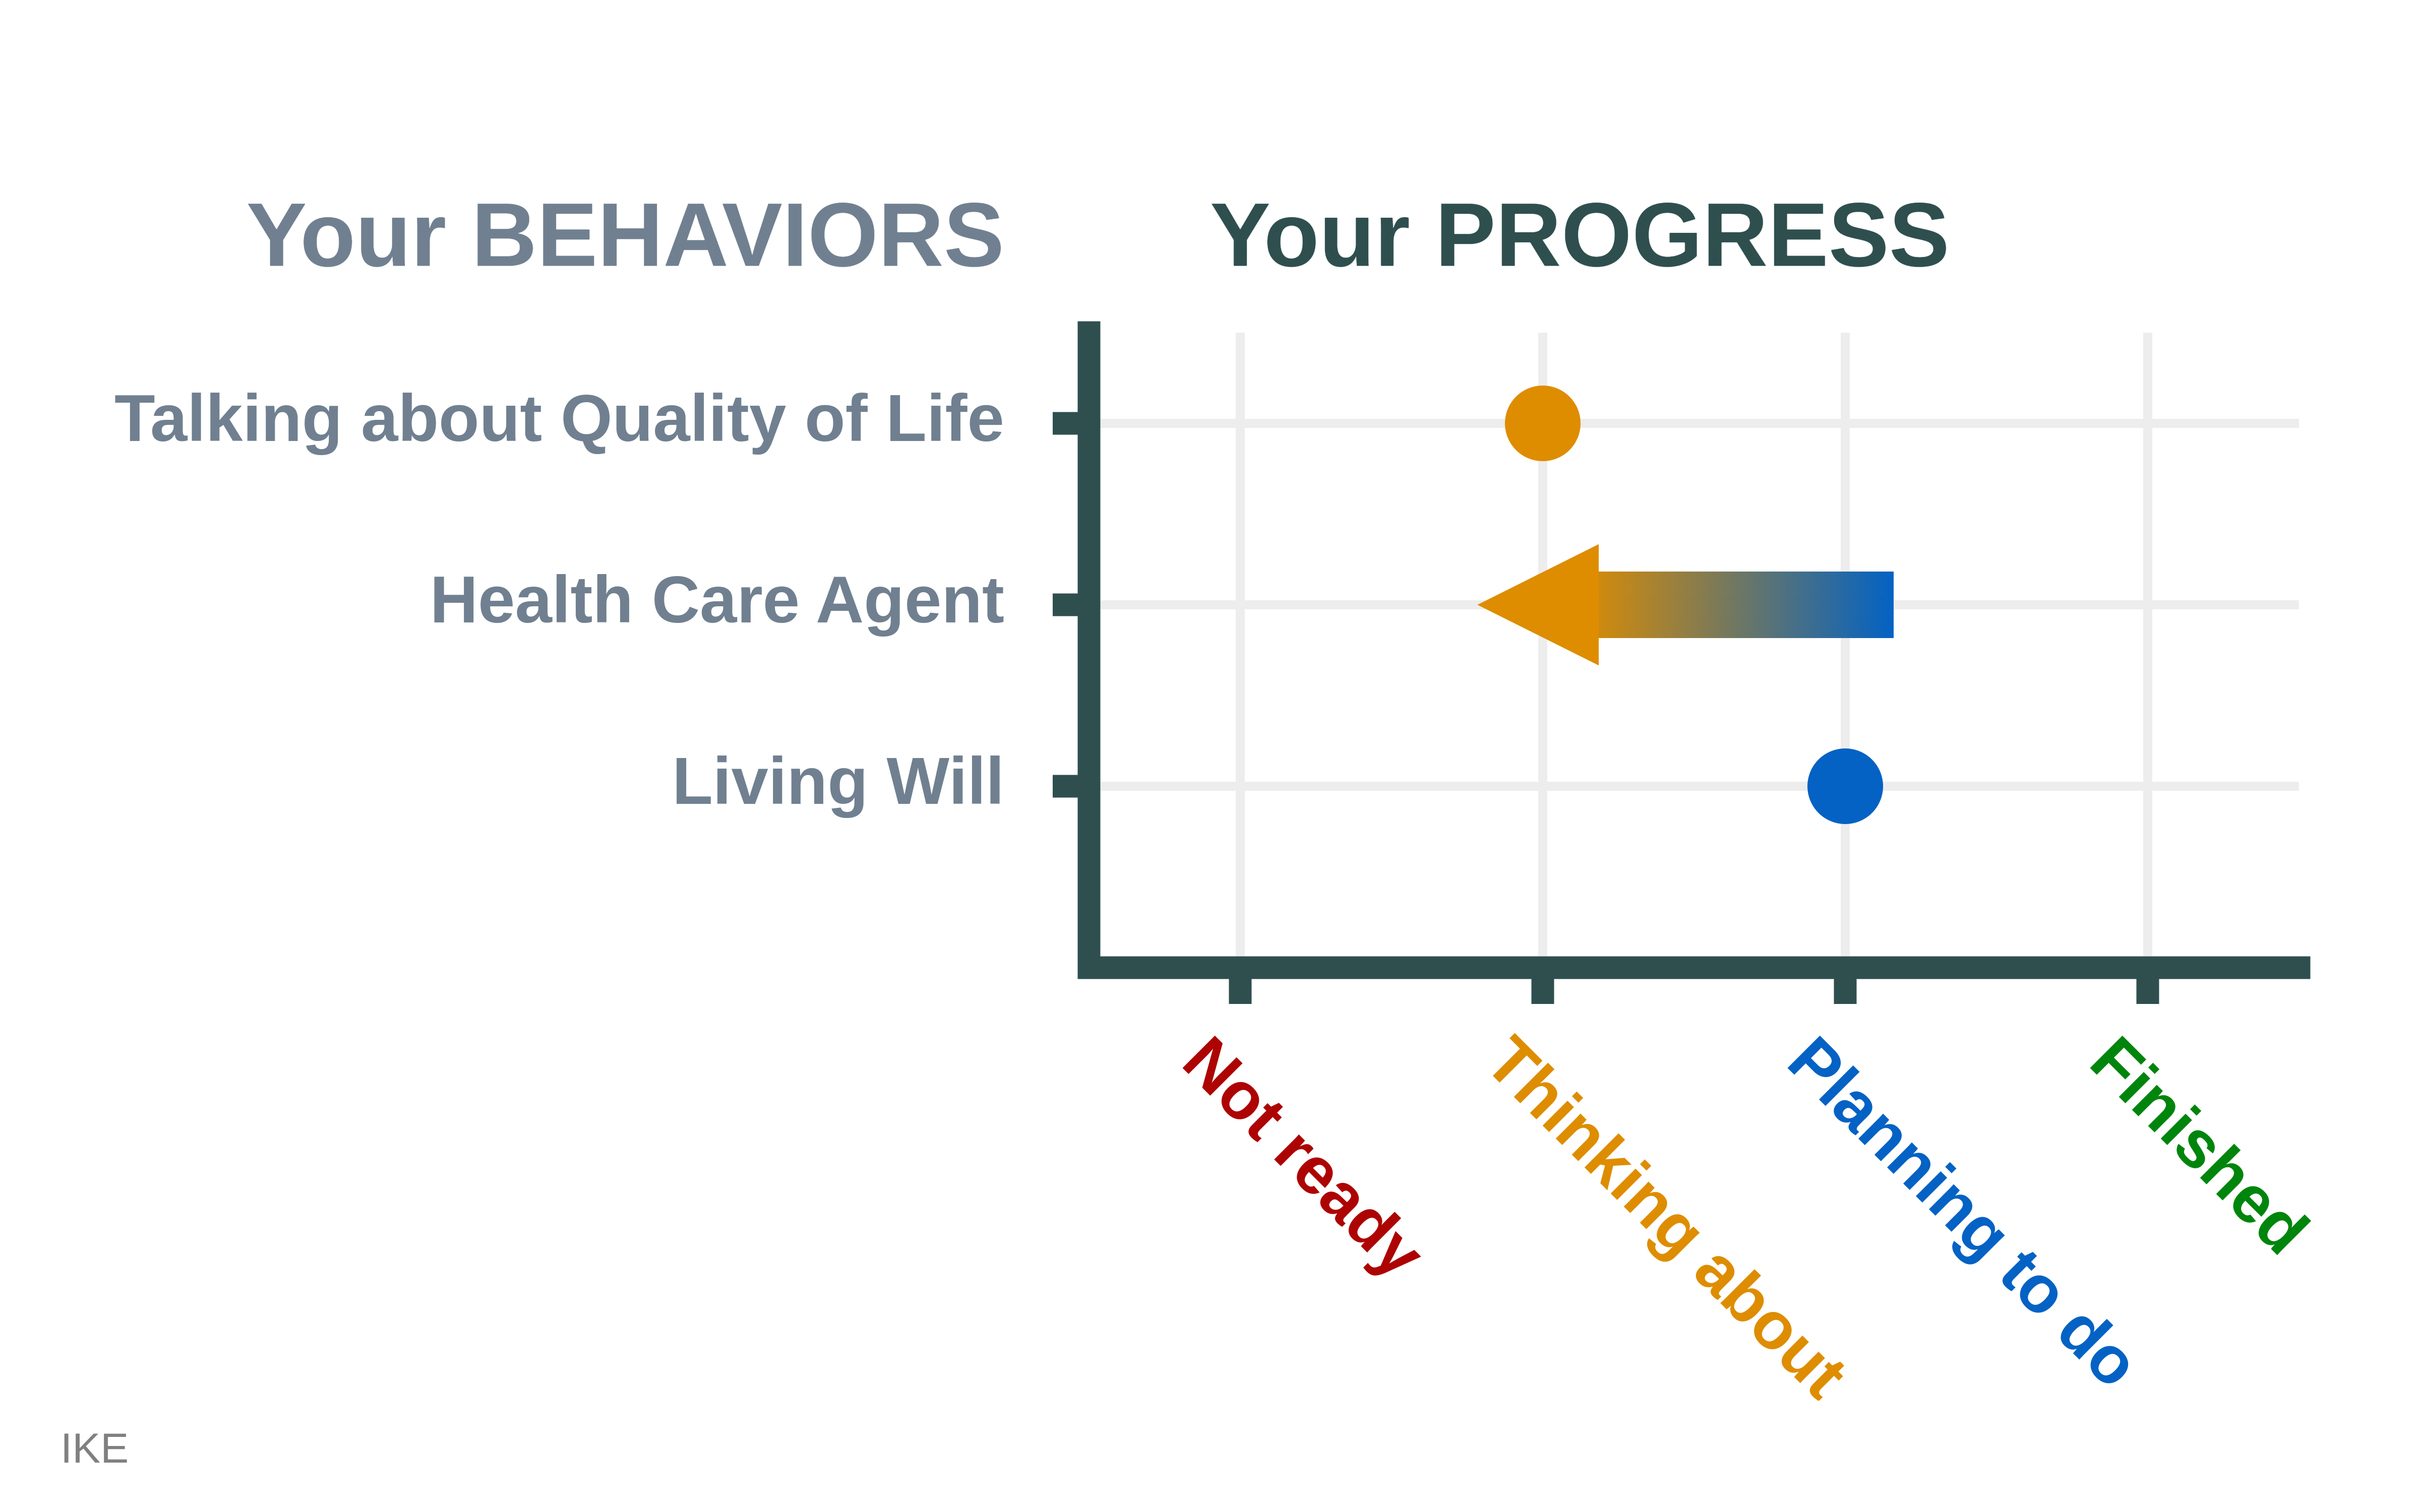 Your BEHAVIORS
Your PROGRESS
Talking about Quality of Life
Health Care Agent
Living Will
Not ready
Thinking about
Planning to do
Finished
IKE